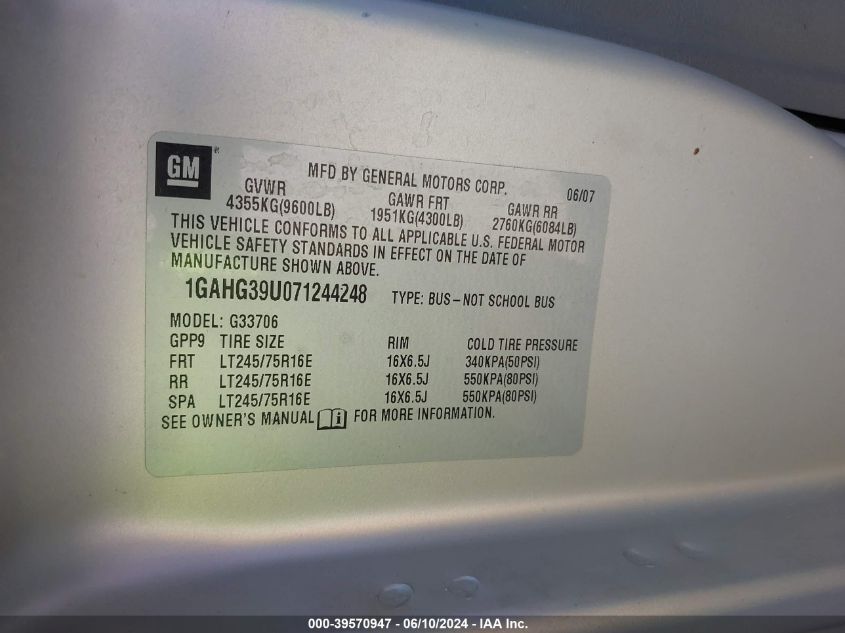 GM
MFD BY GENERAL MOTORS CORP. 06/07
GVWR GAWR FRT GAWR RR
4355KG(9600LB) 1951KG(4300LB) 2760KG(6084LB)
THIS VEHICLE CONFORMS TO ALL APPLICABLE U.S. FEDERAL MOTOR
VEHICLE SAFETY STANDARDS IN EFFECT ON THE DATE OF
MANUFACTURE SHOWN ABOVE.
1GAHG39U071244248 TYPE: BUS–NOT SCHOOL BUS
MODEL: G33706
GPP9 TIRE SIZE RIM COLD TIRE PRESSURE
FRT LT245/75R16E 16X6.5J 340KPA(50PSI)
RR LT245/75R16E 16X6.5J 550KPA(80PSI)
SPA LT245/75R16E 16X6.5J 550KPA(80PSI)
SEE OWNER'S MANUAL i FOR MORE INFORMATION.
000-39570947 - 06/10/2024 - IAA Inc.